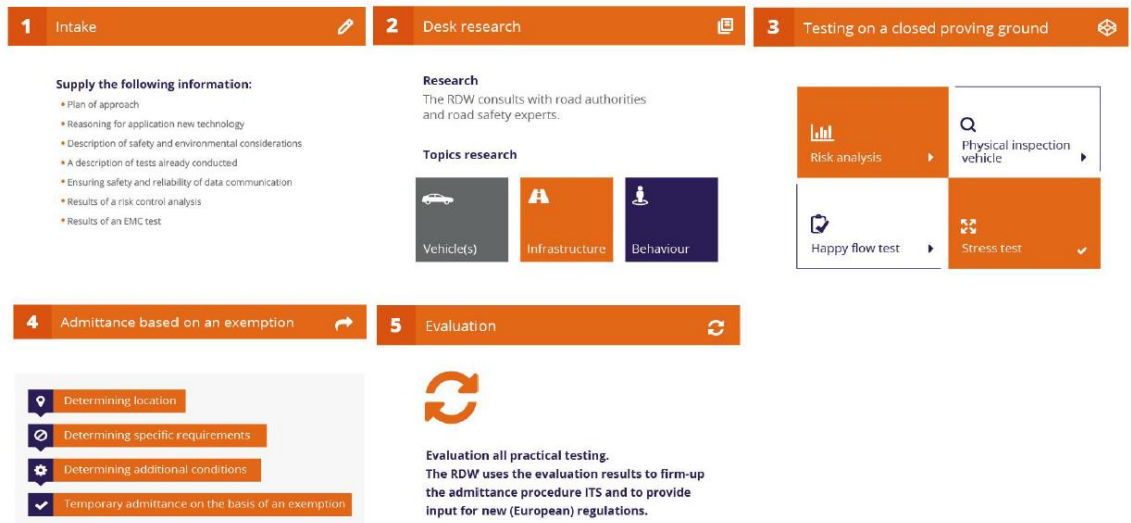 1 Intake
Supply the following information:
• Plan of approach
• Reasoning for application new technology
• Description of safety and environmental considerations
• A description of tests already conducted
• Ensuring safety and reliability of data communication
• Results of a risk control analysis
• Results of an EMC test
2 Desk research
Research
The RDW consults with road authorities
and road safety experts.
Topics research
Vehicle(s)
Infrastructure
Behaviour
3 Testing on a closed proving ground
Risk analysis
Physical inspection
vehicle
Happy flow test
Stress test
4 Admittance based on an exemption
Determining location
Determining specific requirements
Determining additional conditions
Temporary admittance on the basis of an exemption
5 Evaluation
Evaluation all practical testing.
The RDW uses the evaluation results to firm-up
the admittance procedure ITS and to provide
input for new (European) regulations.